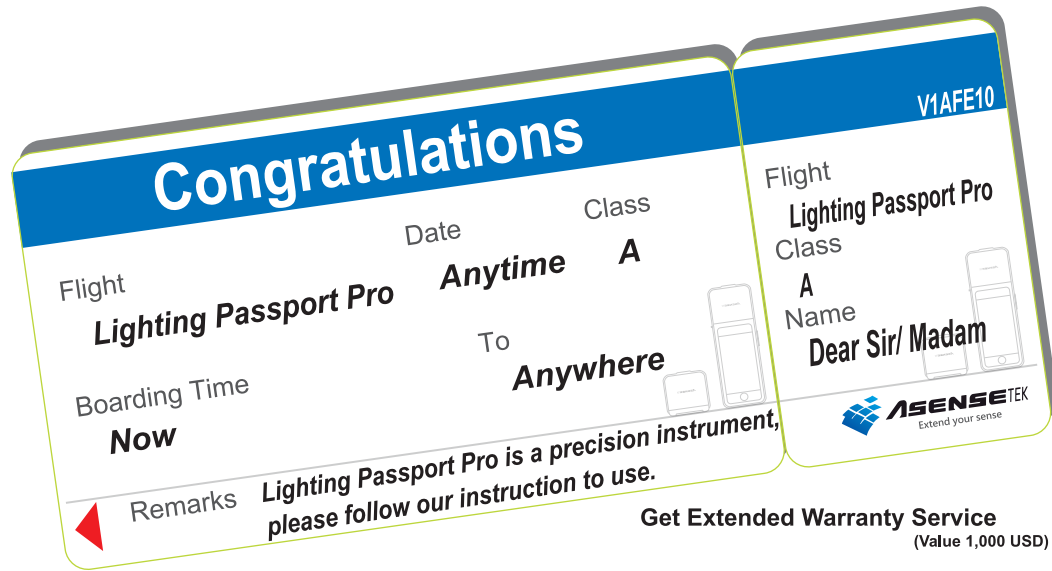 Congratulations
Flight
Lighting Passport Pro
Date
Anytime
Class
A
Boarding Time
Now
To
Anywhere
Remarks
Lighting Passport Pro is a precision instrument,
please follow our instruction to use.
V1AFE10
Flight
Lighting Passport Pro
Class
A
Name
Dear Sir/ Madam
ASENSETEK
Extend your sense
Get Extended Warranty Service
(Value 1,000 USD)